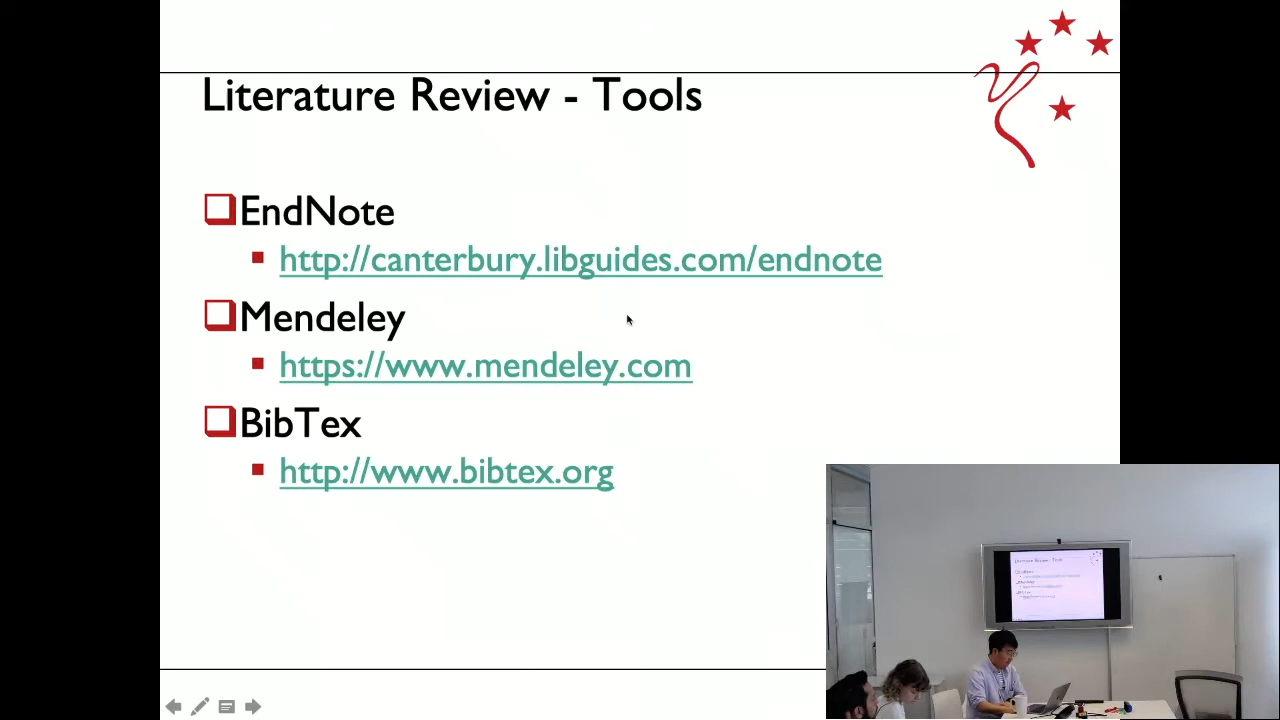 Literature Review - Tools
EndNote
http://canterbury.libguides.com/endnote
Mendeley
https://www.mendeley.com
BibTex
http://www.bibtex.org